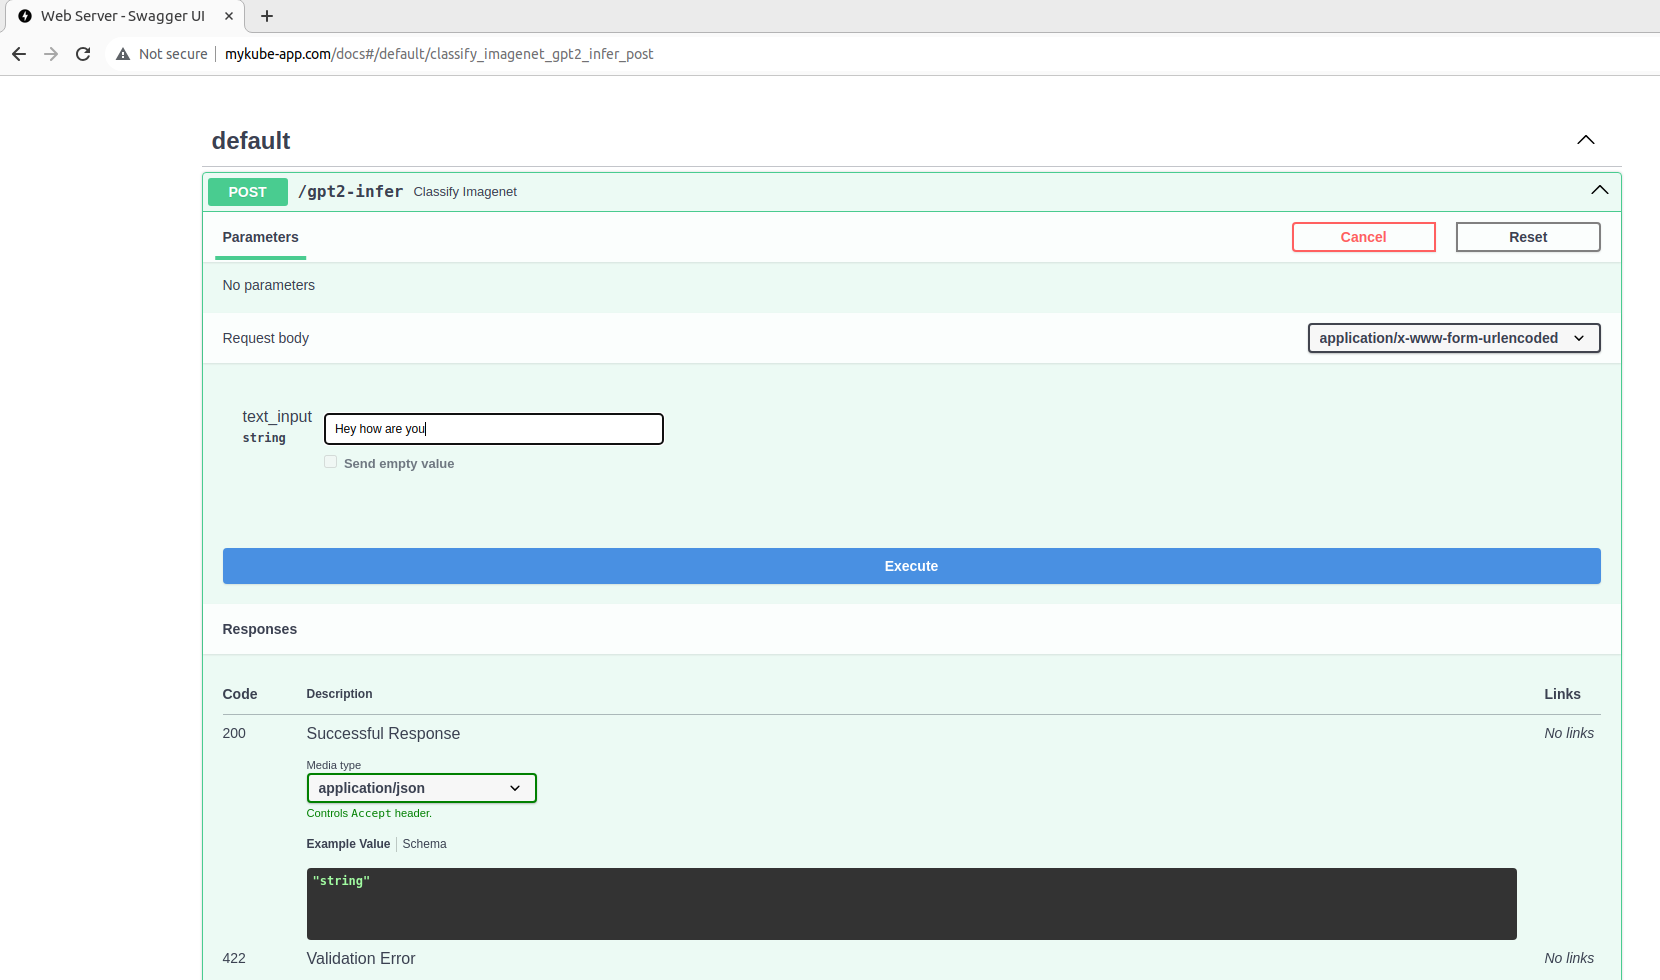 Web Server - Swagger UI
Not secure mykube-app.com/docs#/default/classify_imagenet_gpt2_infer_post
default
POST /gpt2-infer Classify Imagenet
Parameters Cancel Reset
No parameters
Request body application/x-www-form-urlencoded
text_input
string
Hey how are you
Send empty value
Execute
Responses
Code Description Links
200 Successful Response No links
Media type
application/json
Controls Accept header.
Example Value Schema
"string"
422 Validation Error No links